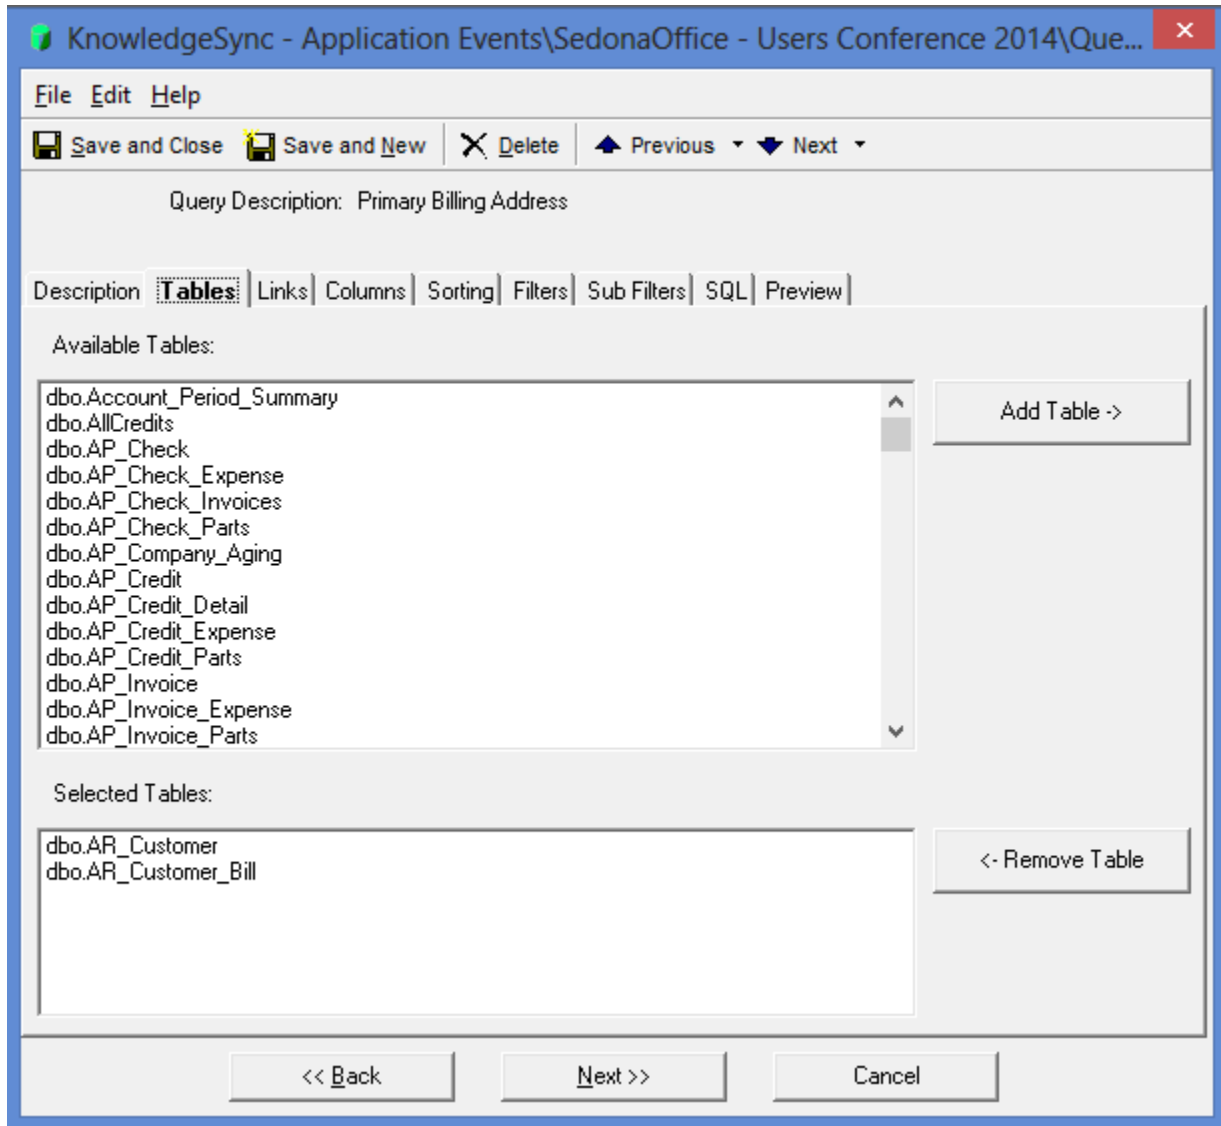 KnowledgeSync - Application Events\SedonaOffice - Users Conference 2014\Que...
File Edit Help
Save and Close Save and New Delete Previous Next
Query Description: Primary Billing Address
Description Tables Links Columns Sorting Filters Sub Filters SQL Preview
Available Tables:
dbo.Account_Period_Summary
dbo.AllCredits
dbo.AP_Check
dbo.AP_Check_Expense
dbo.AP_Check_Invoices
dbo.AP_Check_Parts
dbo.AP_Company_Aging
dbo.AP_Credit
dbo.AP_Credit_Detail
dbo.AP_Credit_Expense
dbo.AP_Credit_Parts
dbo.AP_Invoice
dbo.AP_Invoice_Expense
dbo.AP_Invoice_Parts
Add Table ->
Selected Tables:
dbo.AR_Customer
dbo.AR_Customer_Bill
<- Remove Table
<< Back Next >> Cancel